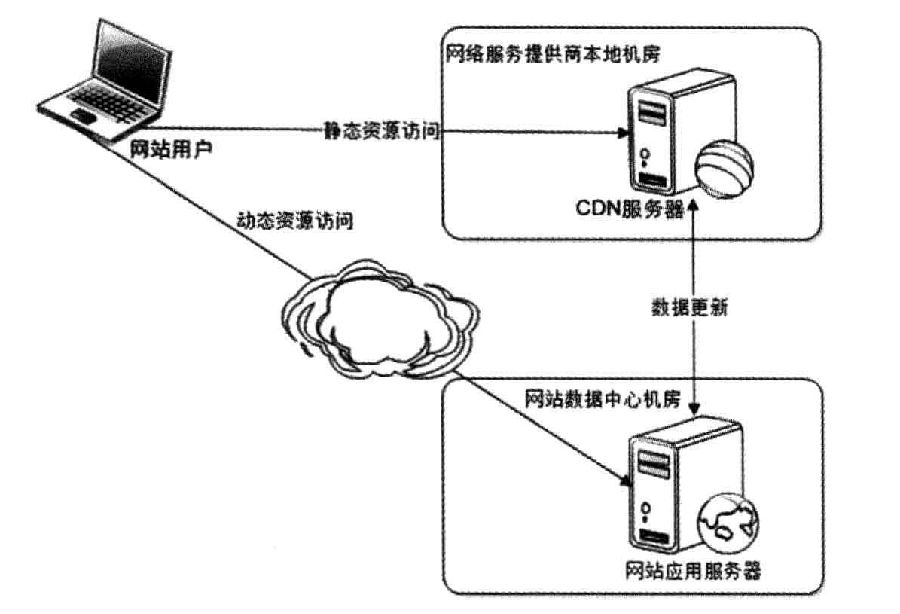 网络服务提供商本地机房
静态资源访问
网站用户
CDN服务器
动态资源访问
数据更新
网站数据中心机房
网站应用服务器